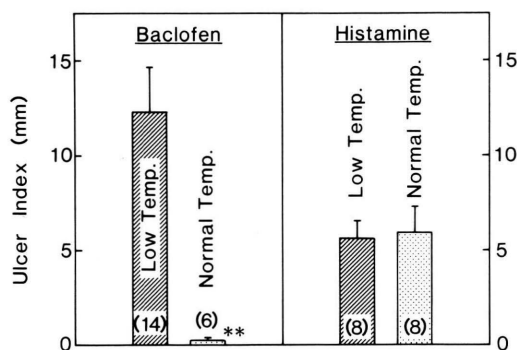 Baclofen
Histamine
Ulcer Index (mm)
15
10
5
0
Low Temp.
(14)
Normal Temp.
(6)
**
Low Temp.
(8)
Normal Temp.
(8)
15
10
5
0